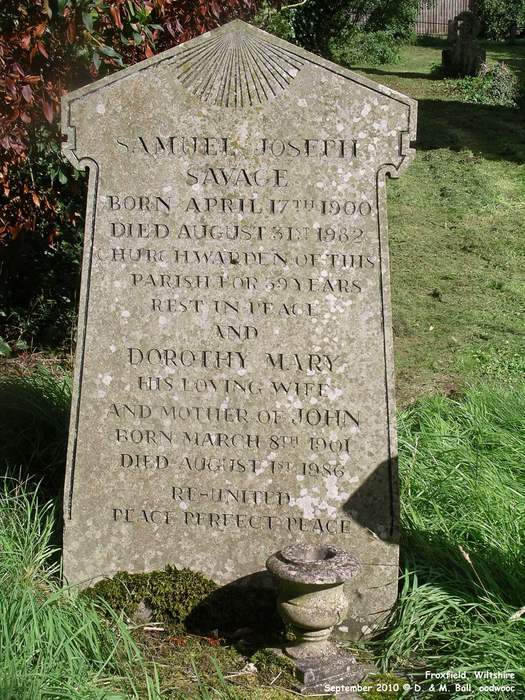 SAMUEL JOSEPH
SAVAGE
BORN APRIL 17TH 1900
DIED AUGUST 31ST 1982
CHURCHWARDEN OF THIS
PARISH FOR 39 YEARS
REST IN PEACE
AND
DOROTHY MARY
HIS LOVING WIFE
AND MOTHER OF JOHN
BORN MARCH 8TH 1901
DIED AUGUST 1ST 1986
RE-UNITED
PEACE PERFECT PEACE
Froxfield, Wiltshire
September 2010 © D. & M. Ball